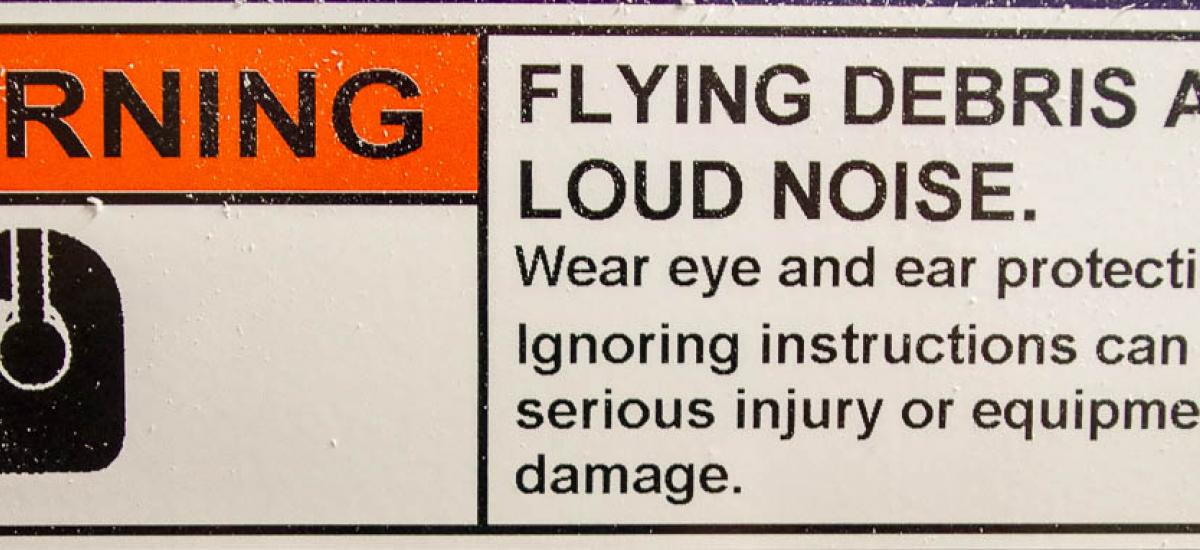 RNING
FLYING DEBRIS A
LOUD NOISE.
Wear eye and ear protecti
Ignoring instructions can
serious injury or equipme
damage.